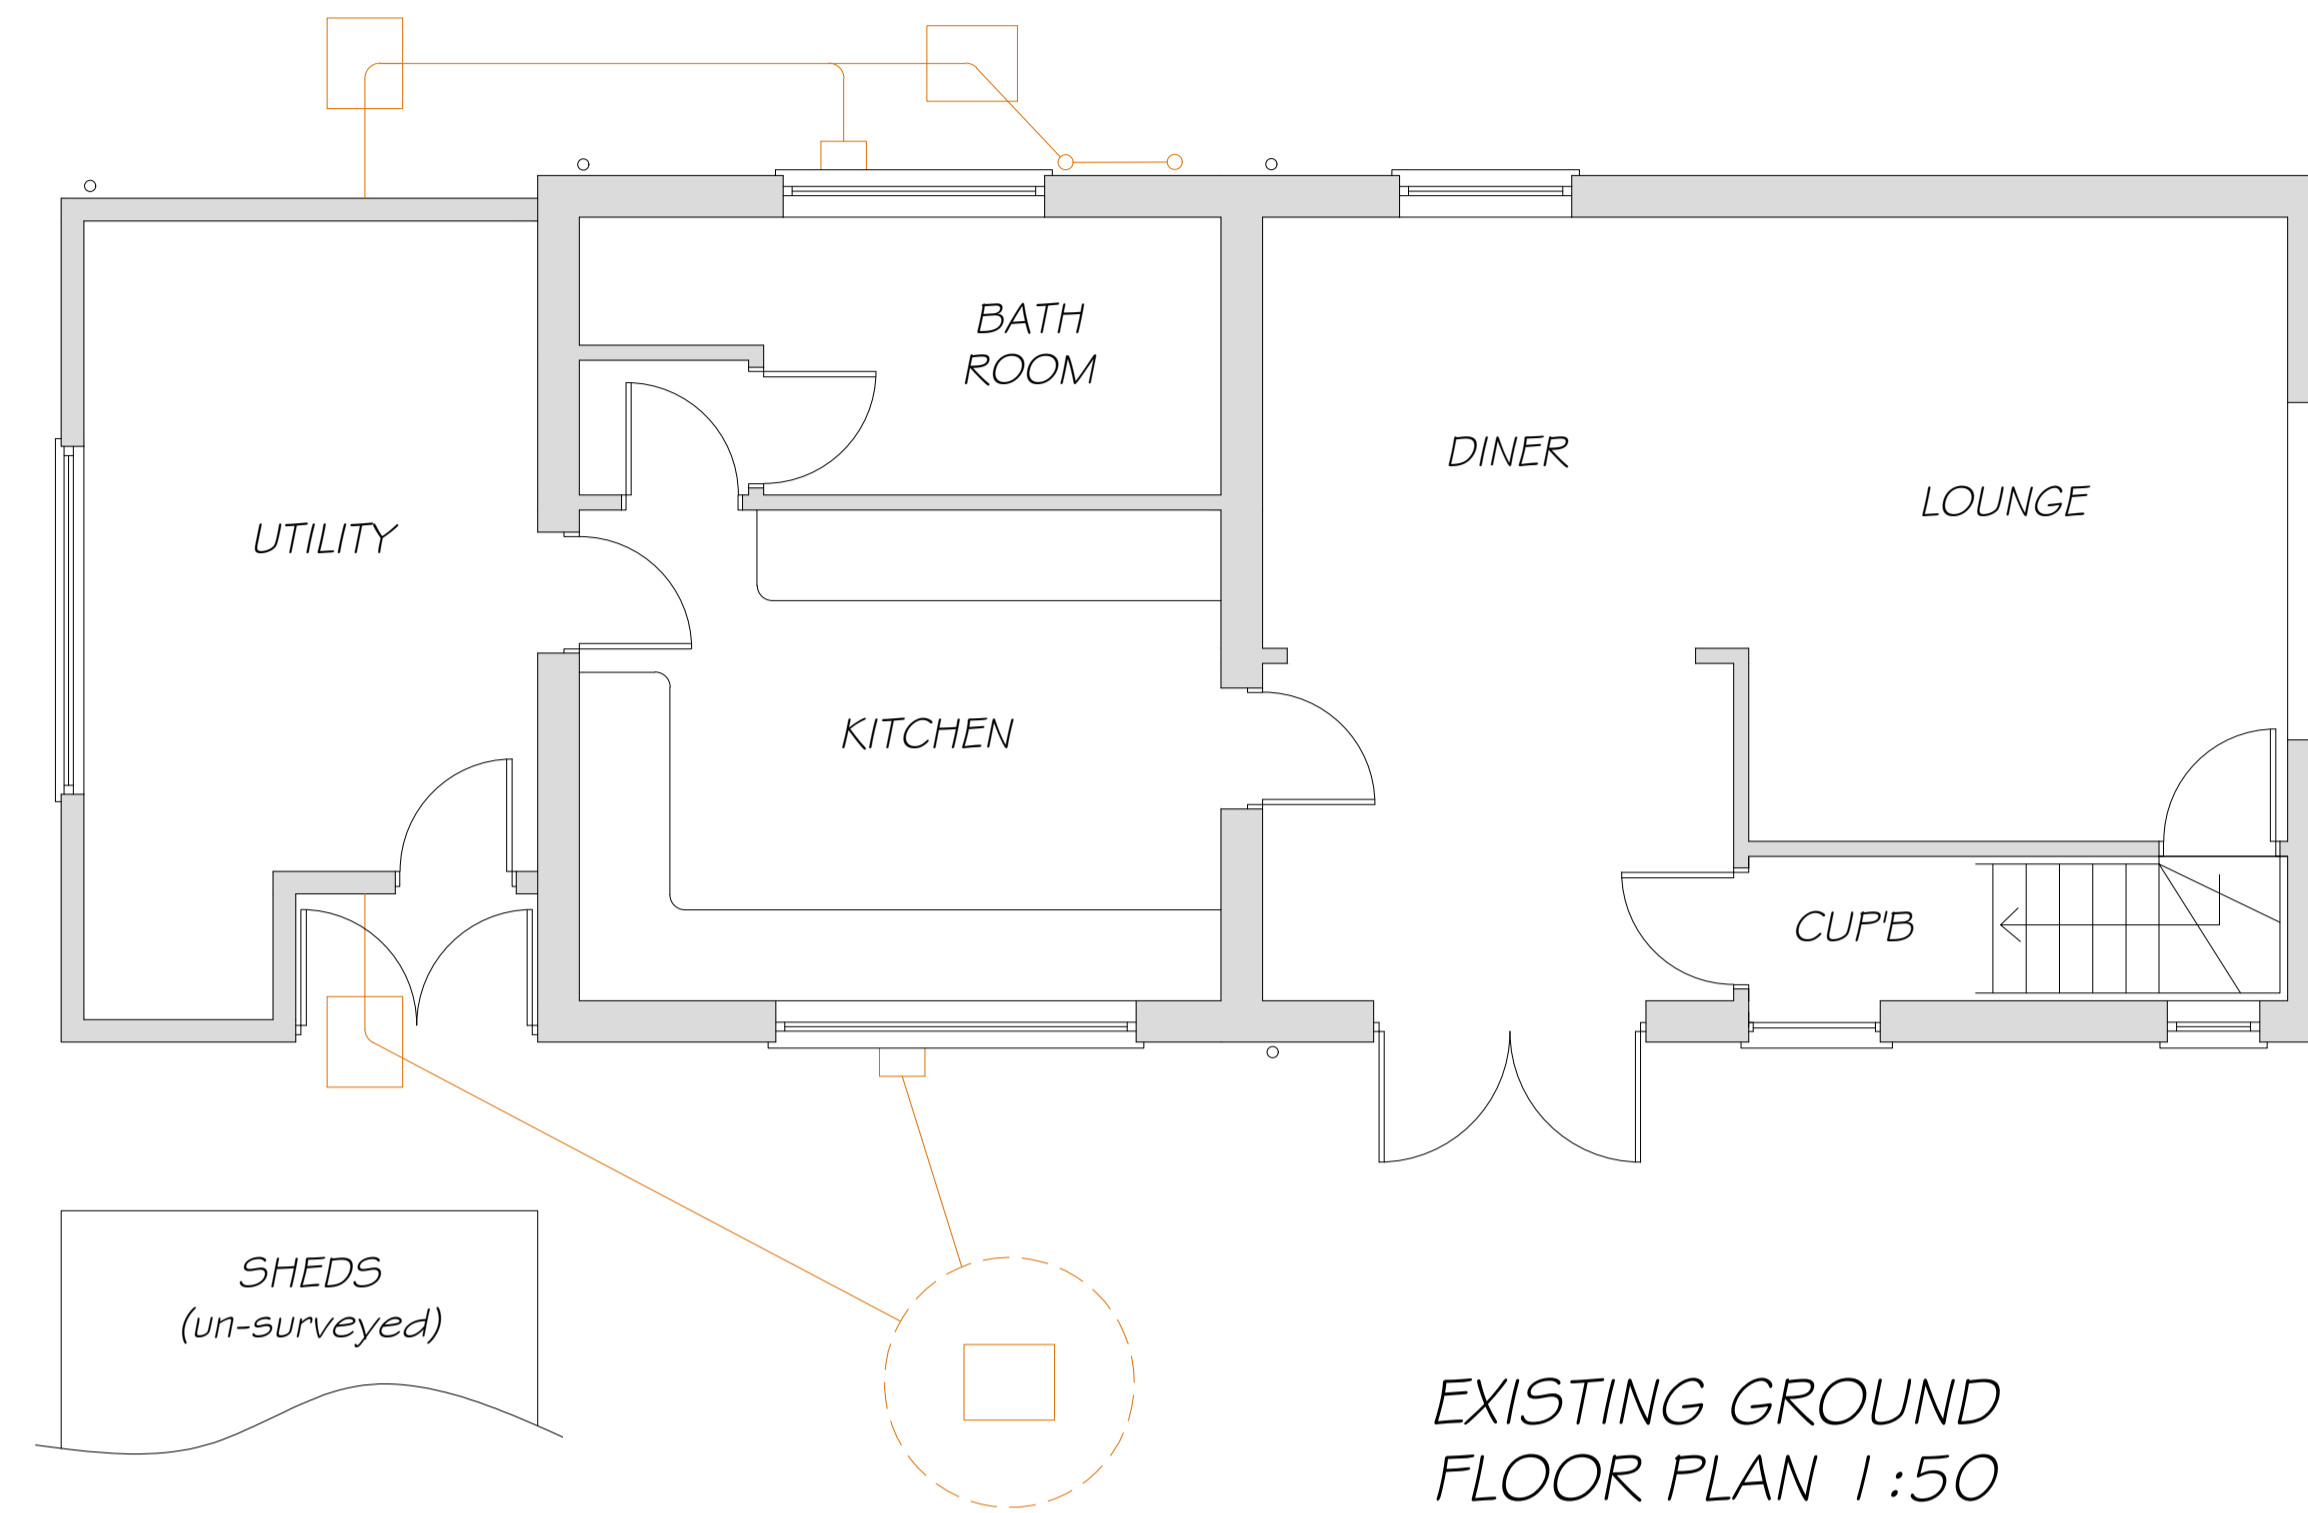 BATH
ROOM
DINER
LOUNGE
UTILITY
KITCHEN
CUP'B
SHEDS
(un-surveyed)
EXISTING GROUND
FLOOR PLAN 1:50